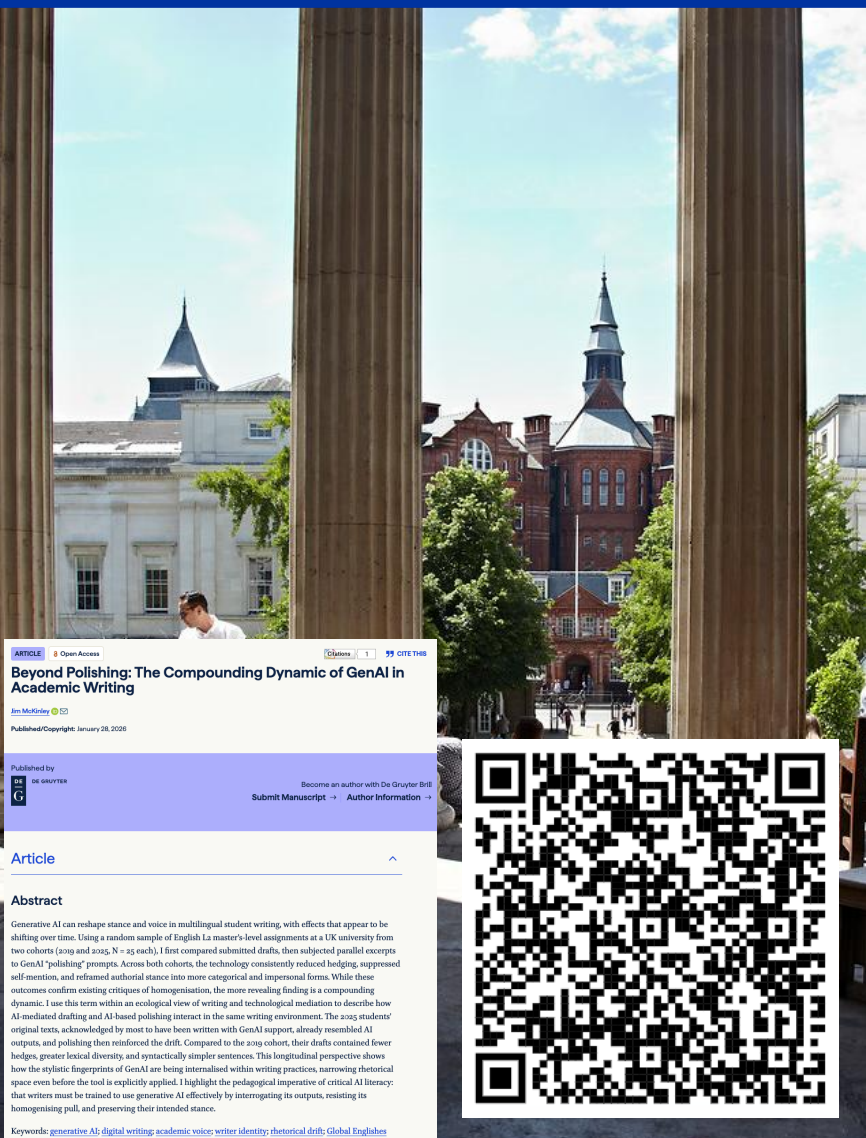 ARTICLE Open Access Citations 1 CITE THIS
Beyond Polishing: The Compounding Dynamic of GenAI in
Academic Writing
Jim McKinley
Published/Copyright: January 28, 2026
Published by
DE G DE GRUYTER
Become an author with De Gruyter Brill
Submit Manuscript → Author Information →
Article
Abstract
Generative AI can reshape stance and voice in multilingual student writing, with effects that appear to be
shifting over time. Using a random sample of English L2 master's-level assignments at a UK university from
two cohorts (2019 and 2025, N = 25 each), I first compared submitted drafts, then subjected parallel excerpts
to GenAI "polishing" prompts. Across both cohorts, the technology consistently reduced hedging, suppressed
self-mention, and reframed authorial stance into more categorical and impersonal forms. While these
outcomes confirm existing critiques of homogenisation, the more revealing finding is a compounding
dynamic. I use this term within an ecological view of writing and technological mediation to describe how
AI-mediated drafting and AI-based polishing interact in the same writing environment. The 2025 students'
original texts, acknowledged by most to have been written with GenAI support, already resembled AI
outputs, and polishing then reinforced the drift. Compared to the 2019 cohort, their drafts contained fewer
hedges, greater lexical diversity, and syntactically simpler sentences. This longitudinal perspective shows
how the stylistic fingerprints of GenAI are being internalised within writing practices, narrowing rhetorical
space even before the tool is explicitly applied. I highlight the pedagogical imperative of critical AI literacy:
that writers must be trained to use generative AI effectively by interrogating its outputs, resisting its
homogenising pull, and preserving their intended stance.
Keywords: generative AI; digital writing; academic voice; writer identity; rhetorical drift; Global Englishes